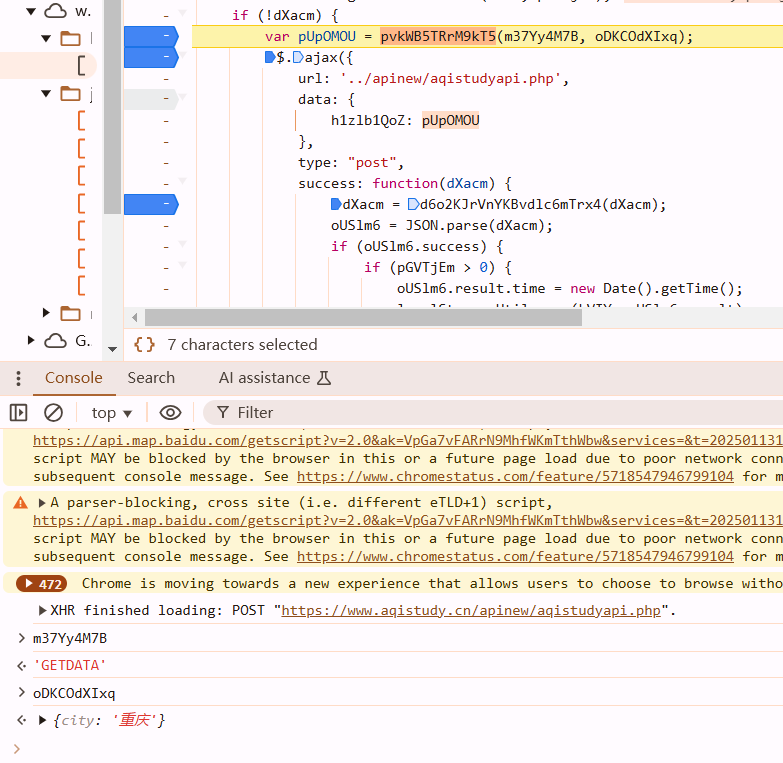 w.
if (!dXacm) {
var pUpOMOU = pvkWB5TRrM9kT5(m37Yy4M7B, oDKCOdXIxq);
$.ajax({
url: '../apinew/aqistudyapi.php',
data: {
h1zlb1QoZ: pUpOMOU
},
type: "post",
success: function(dXacm) {
dXacm = d6o2KJrVnYKBvdlc6mTrx4(dXacm);
oUSlm6 = JSON.parse(dXacm);
if (oUSlm6.success) {
if (pGVTjEm > 0) {
oUSlm6.result.time = new Date().getTime();
G.
{} 7 characters selected
Console Search AI assistance
top Filter
https://api.map.baidu.com/getscript?v=2.0&ak=VpGa7vFARrN9MhfWKmTthWbw&services=&t=202501131
script MAY be blocked by the browser in this or a future page load due to poor network conn
subsequent console message. See https://www.chromestatus.com/feature/5718547946799104 for m
A parser-blocking, cross site (i.e. different eTLD+1) script,
https://api.map.baidu.com/getscript?v=2.0&ak=VpGa7vFARrN9MhfWKmTthWbw&services=&t=202501131
script MAY be blocked by the browser in this or a future page load due to poor network conn
subsequent console message. See https://www.chromestatus.com/feature/5718547946799104 for m
472 Chrome is moving towards a new experience that allows users to choose to browse witho
XHR finished loading: POST "https://www.aqistudy.cn/apinew/aqistudyapi.php".
> m37Yy4M7B
'GETDATA'
> oDKCOdXIxq
{city: '重庆'}
>